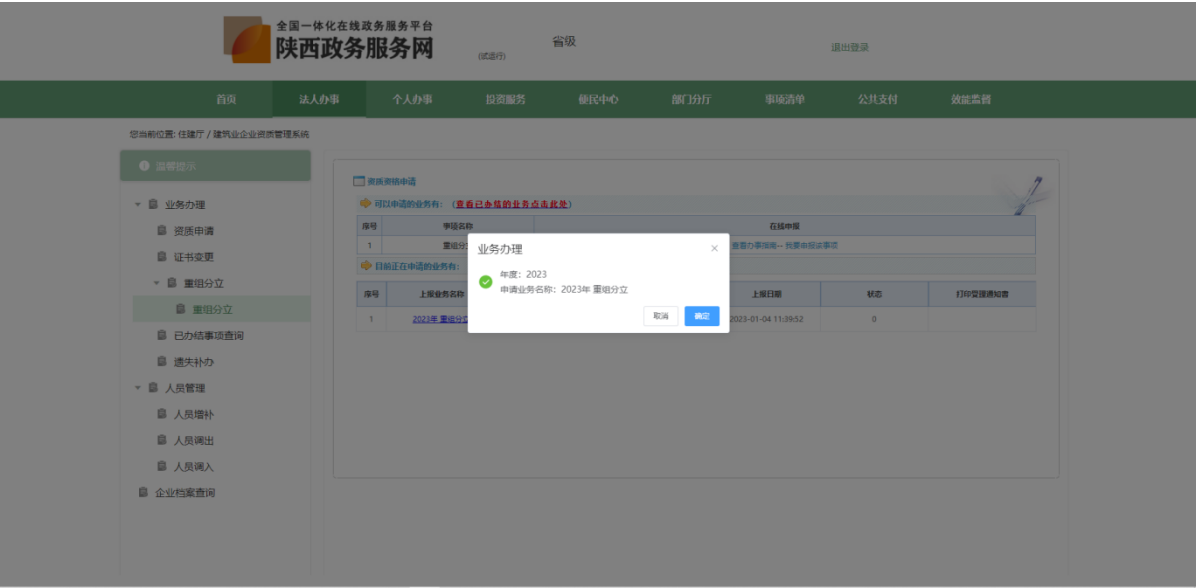 全国一体化在线政务服务平台
陕西政务服务网
(试运行)
省级
退出登录
首页 法人办事 个人办事 投资服务 便民中心 部门分厅 事项清单 公共支付 效能监督
您当前位置: 住建厅 / 建筑业企业资质管理系统
温馨提示
业务办理
资质申请
证书变更
重组分立
重组分立
已办结事项查询
遗失补办
人员管理
人员增补
人员调出
人员调入
企业档案查询
资质资格申请
可以申请的业务有: (查看已办结的业务点击此处)
序号 事项名称 在线申报
1 重组分 查看办事指南-- 我要申报该事项
目前正在申请的业务有:
序号 上报业务名称 上报日期 状态 打印受理通知书
1 2023年 重组分立 2023-01-04 11:39:52 0
业务办理
年度: 2023
申请业务名称: 2023年 重组分立
取消 确定